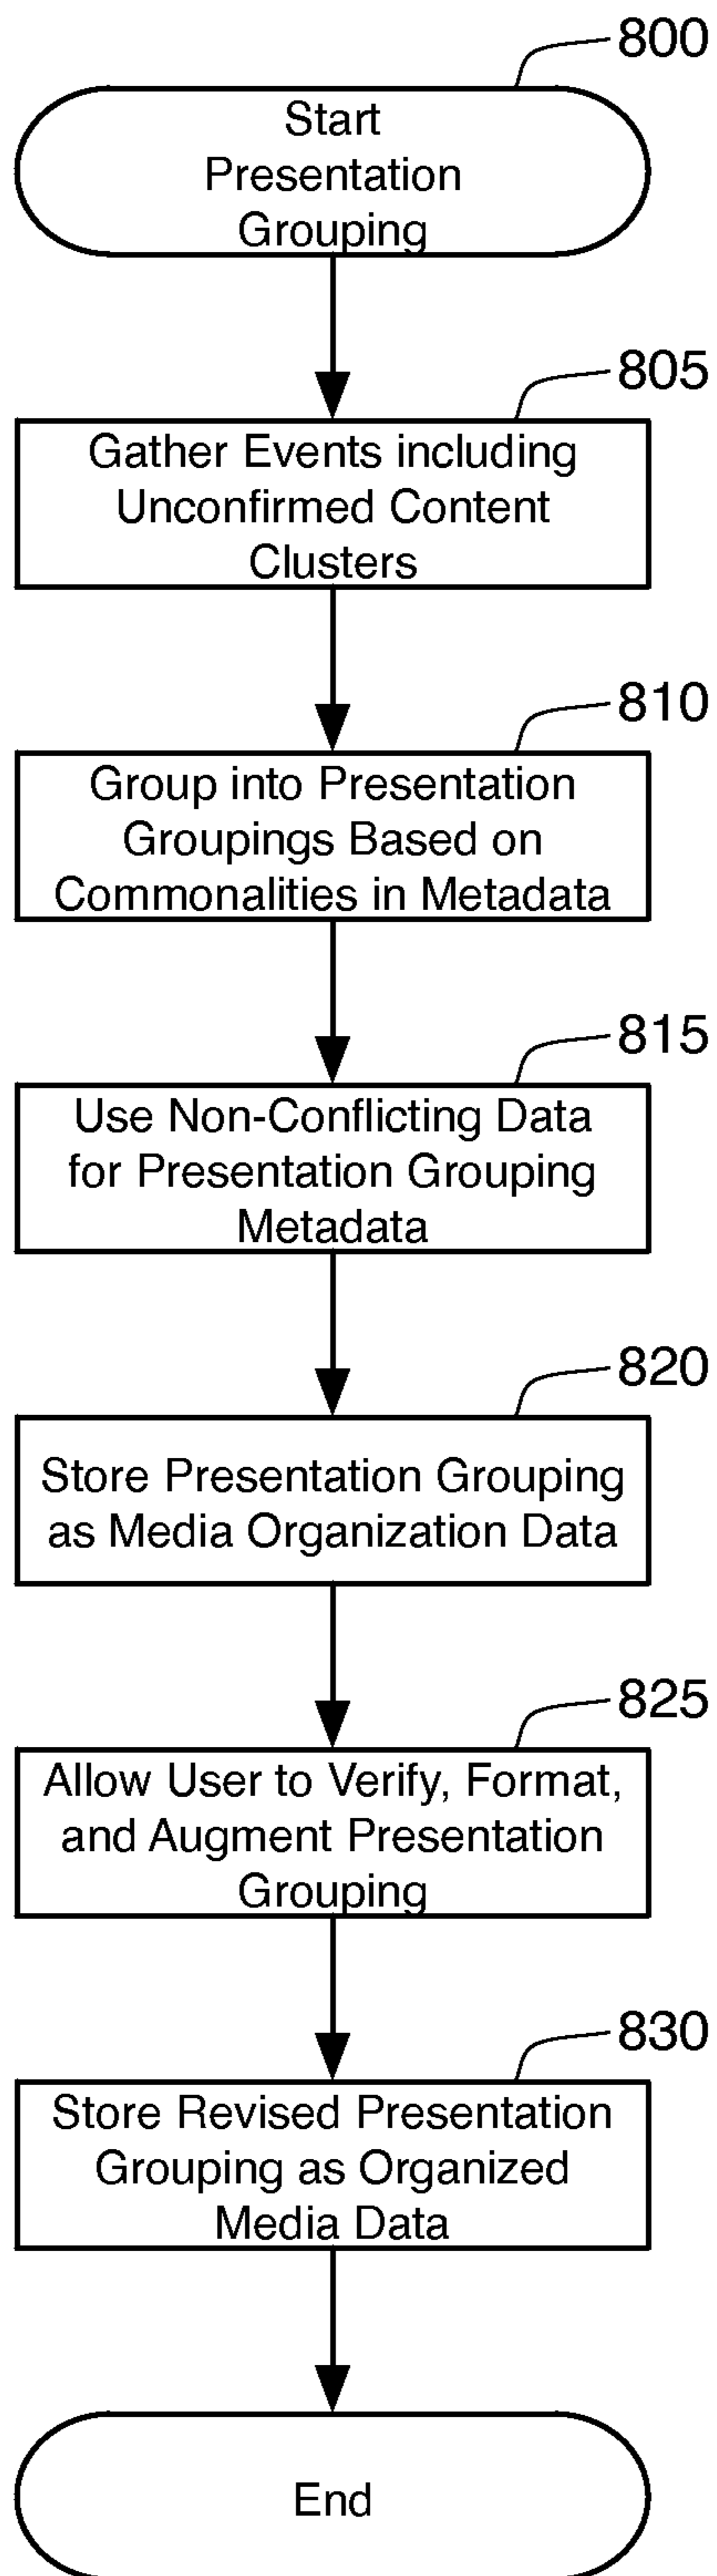 800
Start
Presentation
Grouping
805
Gather Events including
Unconfirmed Content
Clusters
810
Group into Presentation
Groupings Based on
Commonalities in Metadata
815
Use Non-Conflicting Data
for Presentation Grouping
Metadata
820
Store Presentation Grouping
as Media Organization Data
825
Allow User to Verify, Format,
and Augment Presentation
Grouping
830
Store Revised Presentation
Grouping as Organized
Media Data
End